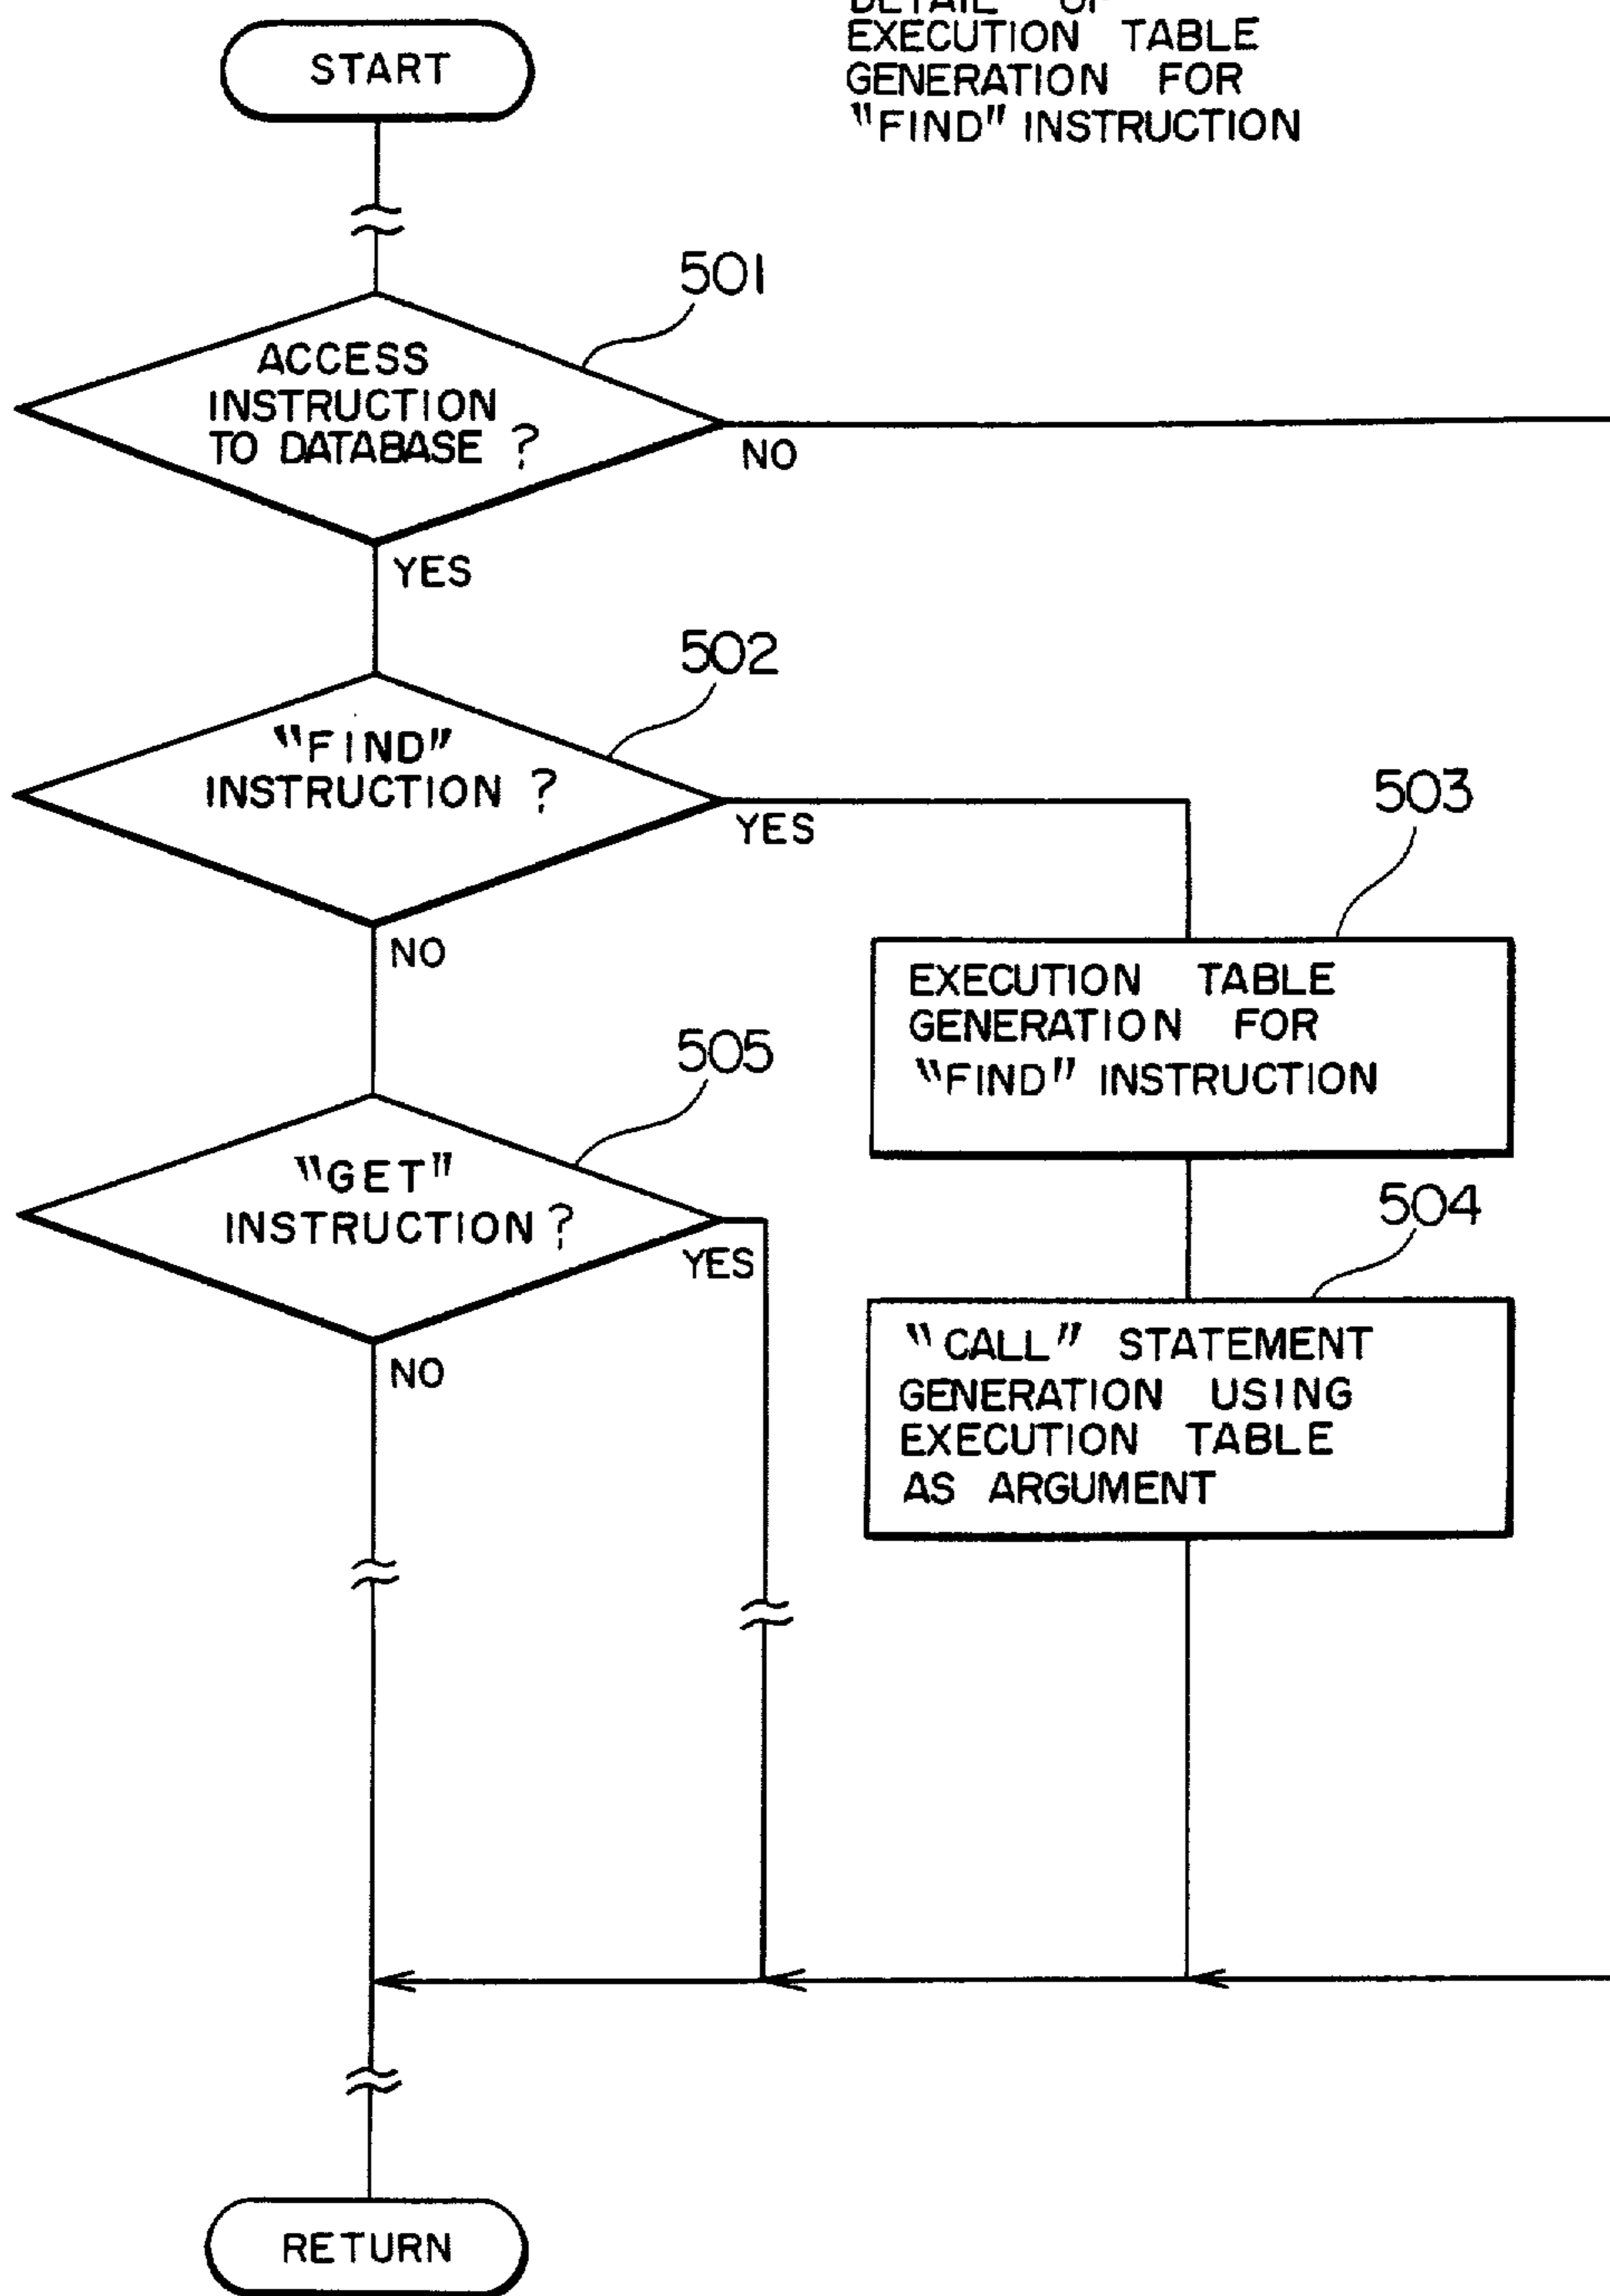 DETAIL OF
EXECUTION TABLE
GENERATION FOR
"FIND" INSTRUCTION
START
501
ACCESS
INSTRUCTION
TO DATABASE ?
NO
YES
502
"FIND"
INSTRUCTION ?
YES
NO
503
EXECUTION TABLE
GENERATION FOR
"FIND" INSTRUCTION
505
"GET"
INSTRUCTION ?
YES
NO
504
"CALL" STATEMENT
GENERATION USING
EXECUTION TABLE
AS ARGUMENT
RETURN